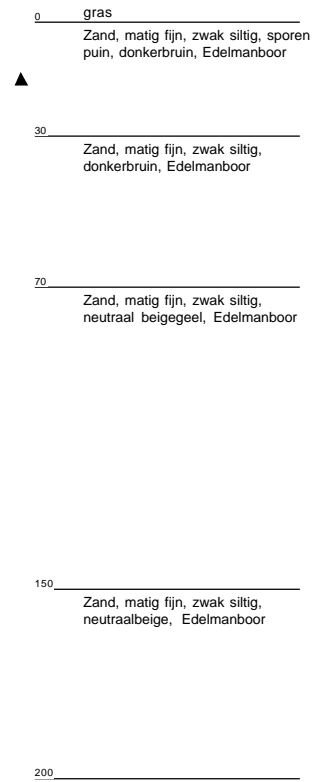 gras
0
Zand, matig fijn, zwak siltig, sporen
puin, donkerbruin, Edelmanboor
30
Zand, matig fijn, zwak siltig,
donkerbruin, Edelmanboor
70
Zand, matig fijn, zwak siltig,
neutraal beigegeel, Edelmanboor
150
Zand, matig fijn, zwak siltig,
neutraalbeige, Edelmanboor
200